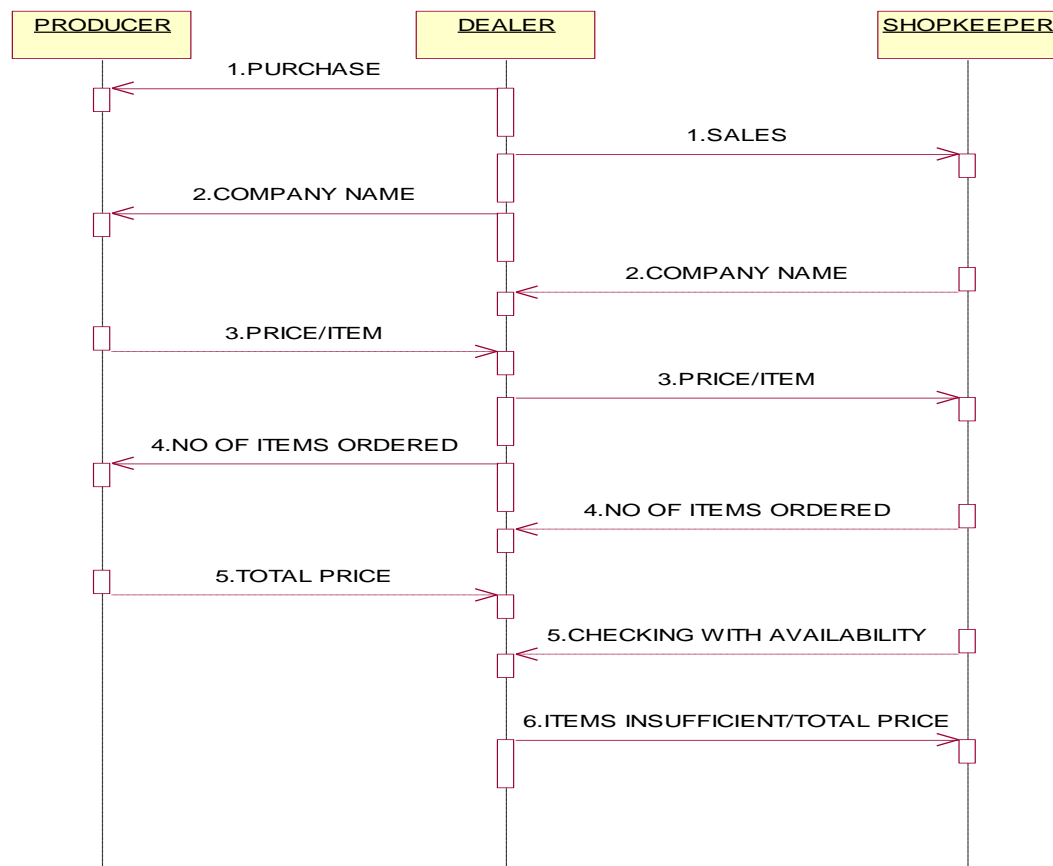 PRODUCER
DEALER
SHOPKEEPER
1.PURCHASE
1.SALES
2.COMPANY NAME
2.COMPANY NAME
3.PRICE/ITEM
3.PRICE/ITEM
4.NO OF ITEMS ORDERED
4.NO OF ITEMS ORDERED
5.TOTAL PRICE
5.CHECKING WITH AVAILABILITY
6.ITEMS INSUFFICIENT/TOTAL PRICE